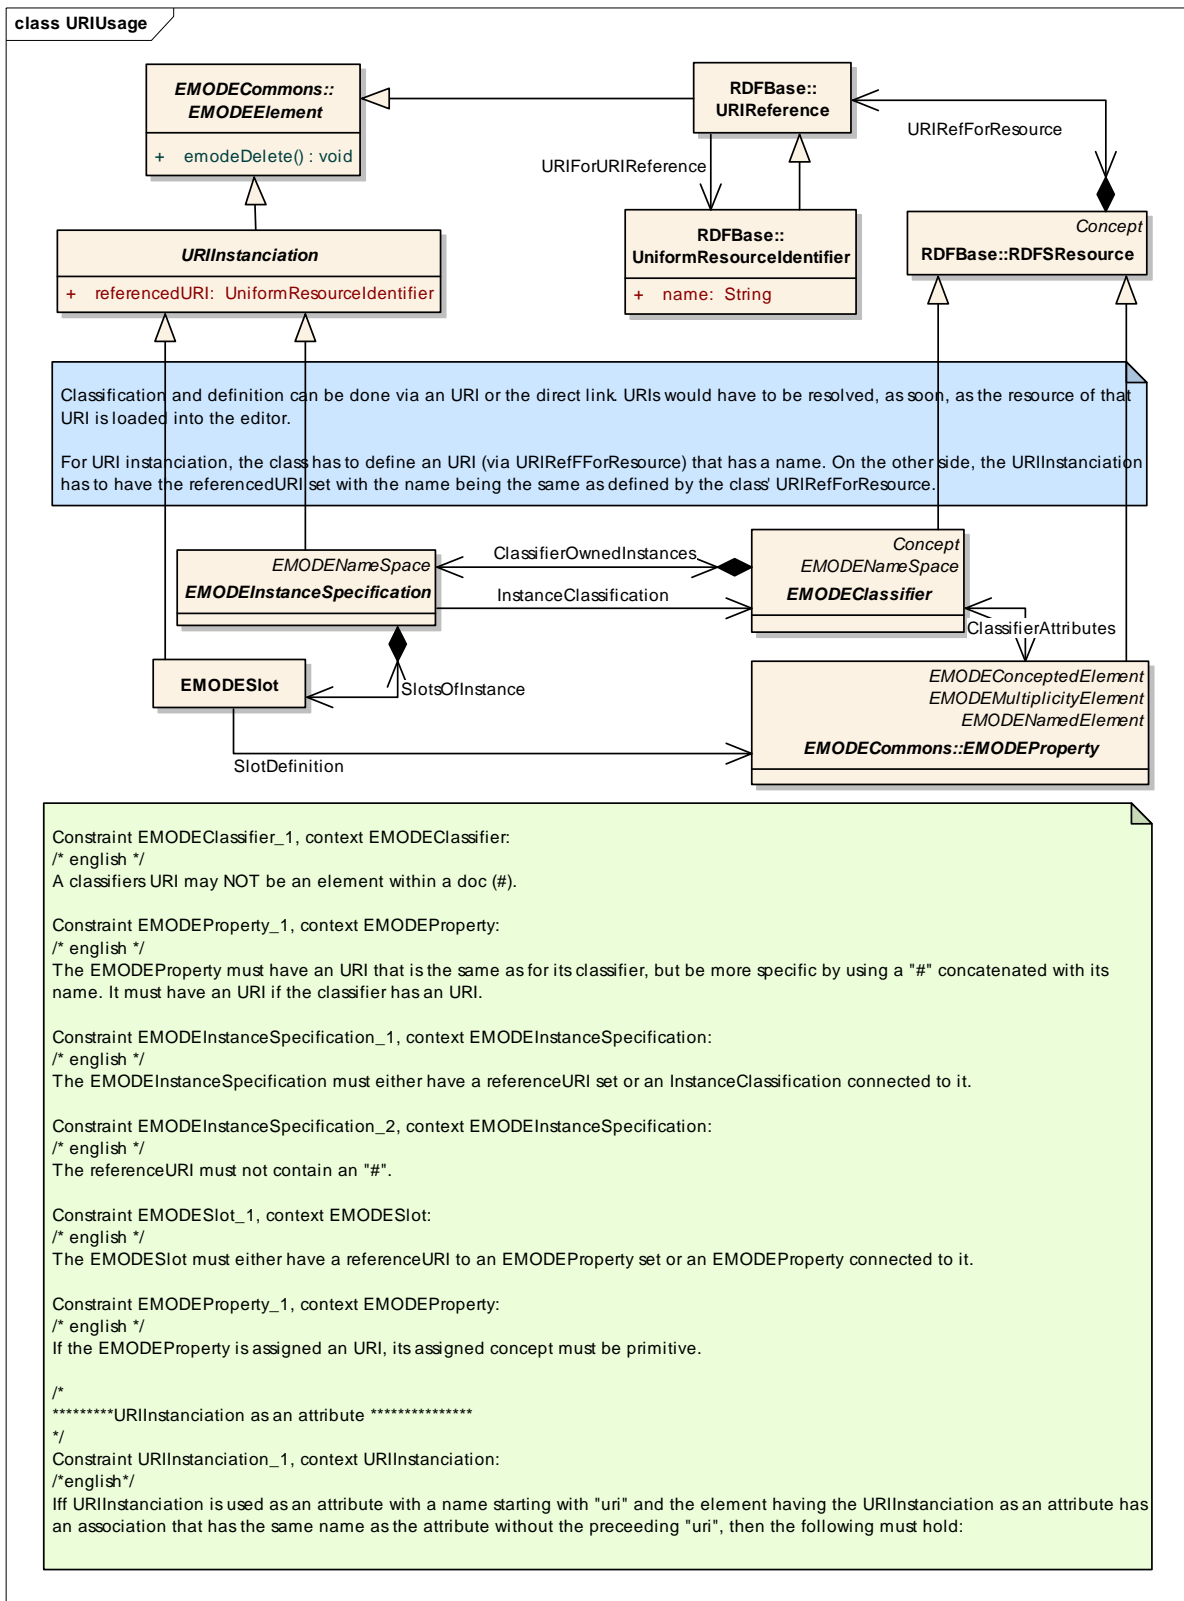 class URIUsage
EMODECommons::
EMODEElement
+ emodeDelete() : void
RDFBase::
URIReference
URIRefForResource
URIForURIReference
RDFBase::
UniformResourceIdentifier
+ name: String
Concept
RDFBase::RDFSResource
URIInstanciation
+ referencedURI: UniformResourceIdentifier
Classification and definition can be done via an URI or the direct link. URIs would have to be resolved, as soon, as the resource of that
URI is loaded into the editor.
For URI instanciation, the class has to define an URI (via URIRefFForResource) that has a name. On the other side, the URIInstanciation
has to have the referencedURI set with the name being the same as defined by the class' URIRefForResource.
EMODENameSpace
EMODEInstanceSpecification
ClassifierOwnedInstances
InstanceClassification
Concept
EMODENameSpace
EMODEClassifier
ClassifierAttributes
EMODESlot
SlotsOfInstance
SlotDefinition
EMODEConceptedElement
EMODEMultiplicityElement
EMODENamedElement
EMODECommons::EMODEProperty
Constraint EMODEClassifier_1, context EMODEClassifier:
/* english */
A classifiers URI may NOT be an element within a doc (#).
Constraint EMODEProperty_1, context EMODEProperty:
/* english */
The EMODEProperty must have an URI that is the same as for its classifier, but be more specific by using a "#" concatenated with its
name. It must have an URI if the classifier has an URI.
Constraint EMODEInstanceSpecification_1, context EMODEInstanceSpecification:
/* english */
The EMODEInstanceSpecification must either have a referenceURI set or an InstanceClassification connected to it.
Constraint EMODEInstanceSpecification_2, context EMODEInstanceSpecification:
/* english */
The referenceURI must not contain an "#".
Constraint EMODESlot_1, context EMODESlot:
/* english */
The EMODESlot must either have a referenceURI to an EMODEProperty set or an EMODEProperty connected to it.
Constraint EMODEProperty_1, context EMODEProperty:
/* english */
If the EMODEProperty is assigned an URI, its assigned concept must be primitive.
/*
*********URIInstanciation as an attribute ***************
*/
Constraint URIInstanciation_1, context URIInstanciation:
/*english*/
Iff URIInstanciation is used as an attribute with a name starting with "uri" and the element having the URIInstanciation as an attribute has
an association that has the same name as the attribute without the preceeding "uri", then the following must hold: